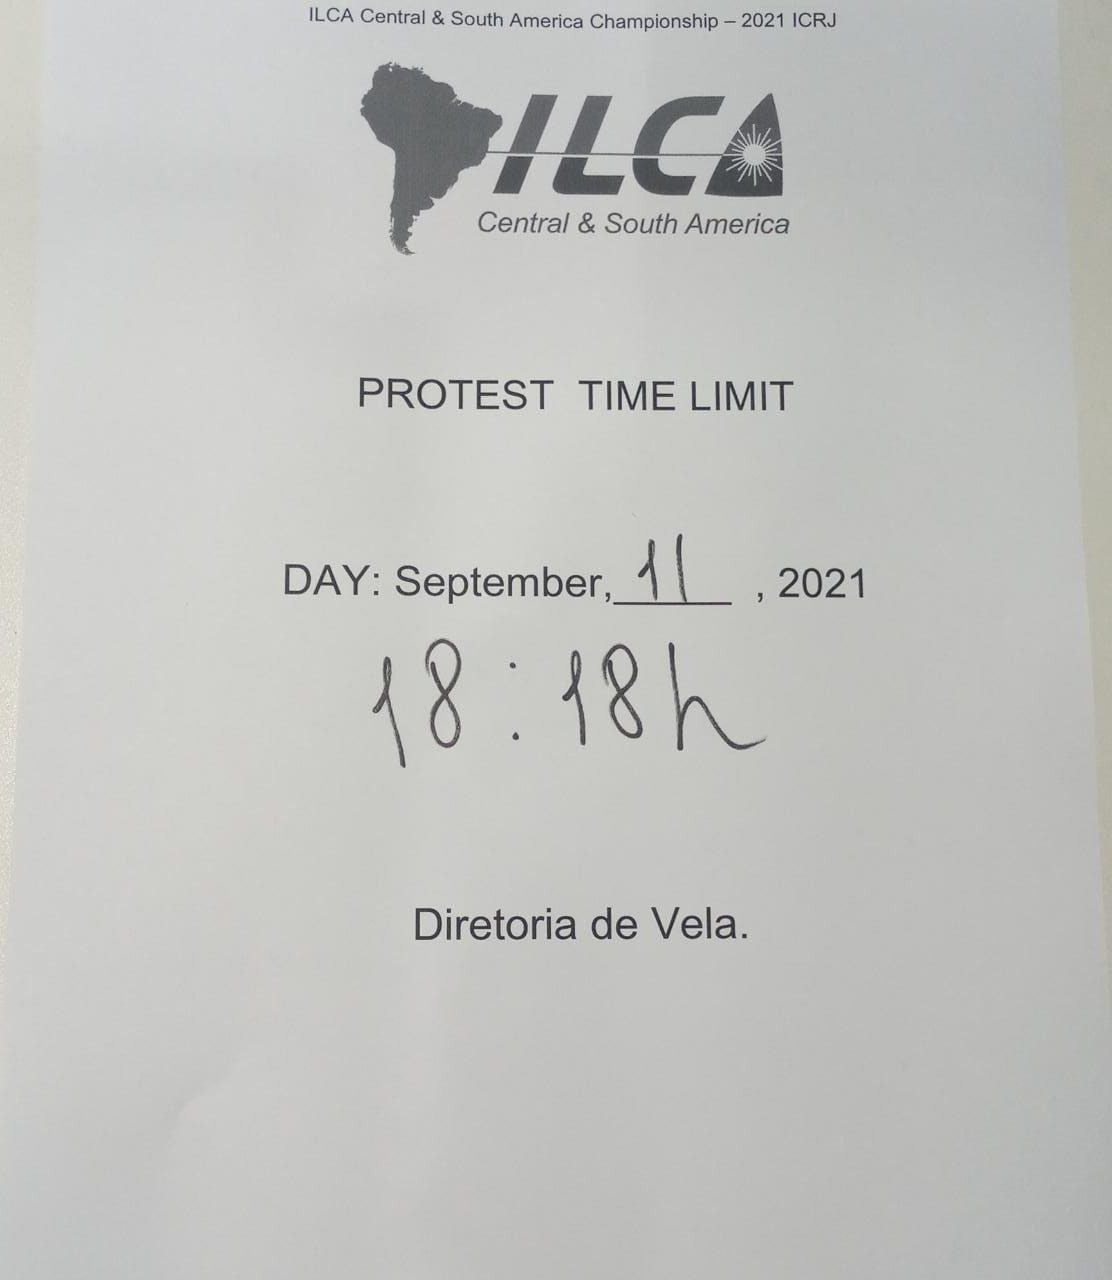 ILCA Central & South America Championship – 2021 ICRJ
ILCA
Central & South America
PROTEST TIME LIMIT
DAY: September, 11 , 2021
18:18h
Diretoria de Vela.